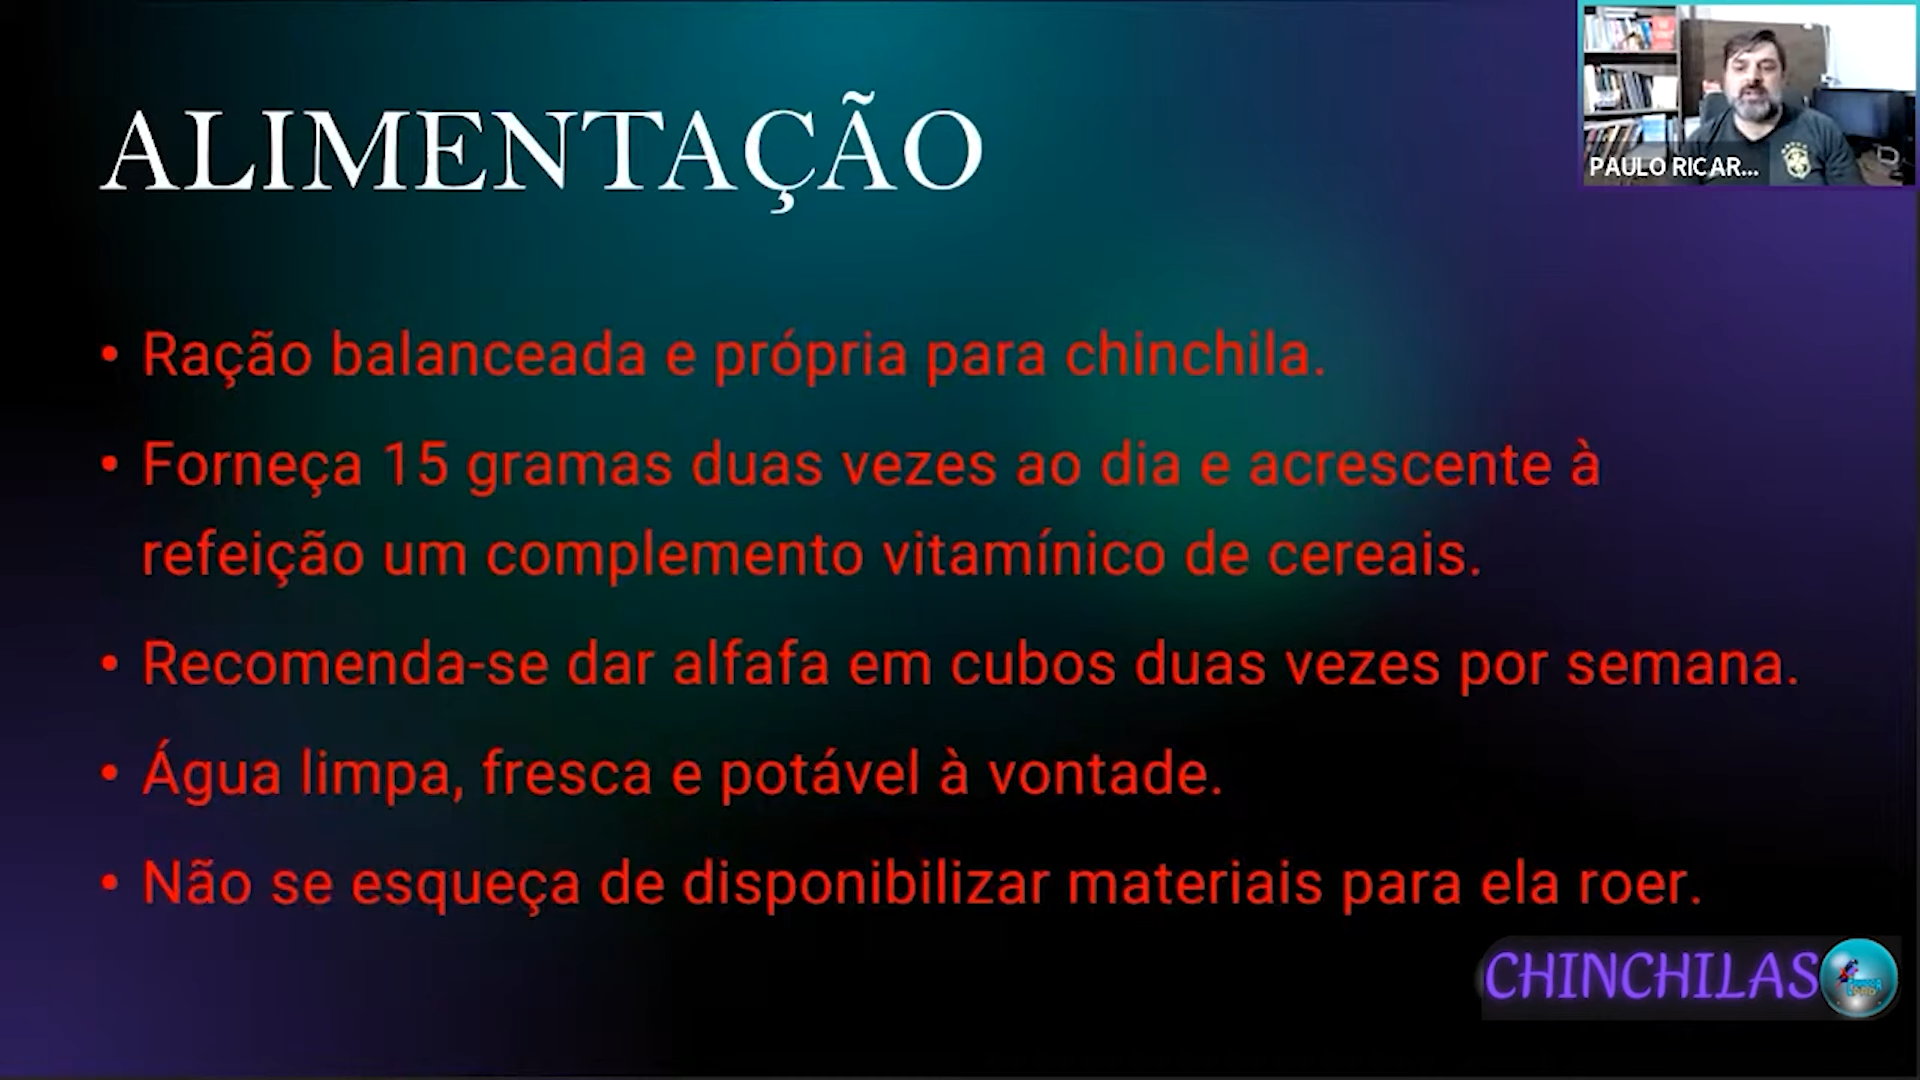 ALIMENTAÇÃO
PAULO RICAR...
• Ração balanceada e própria para chinchila.
• Forneça 15 gramas duas vezes ao dia e acrescente à
refeição um complemento vitamínico de cereais.
• Recomenda-se dar alfafa em cubos duas vezes por semana.
• Água limpa, fresca e potável à vontade.
• Não se esqueça de disponibilizar materiais para ela roer.
CHINCHILAS